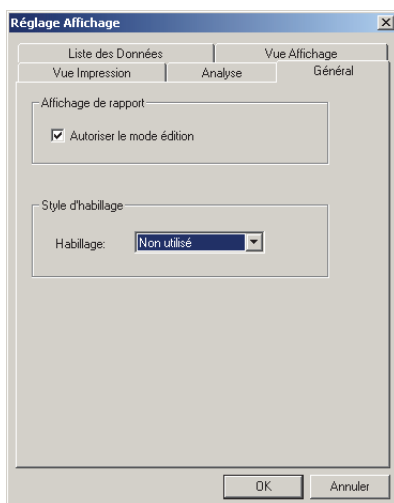 Réglage Affichage
Liste des Données Vue Affichage
Vue Impression Analyse Général
Affichage de rapport
Autoriser le mode édition
Style d'habillage
Habillage: Non utilisé
OK Annuler